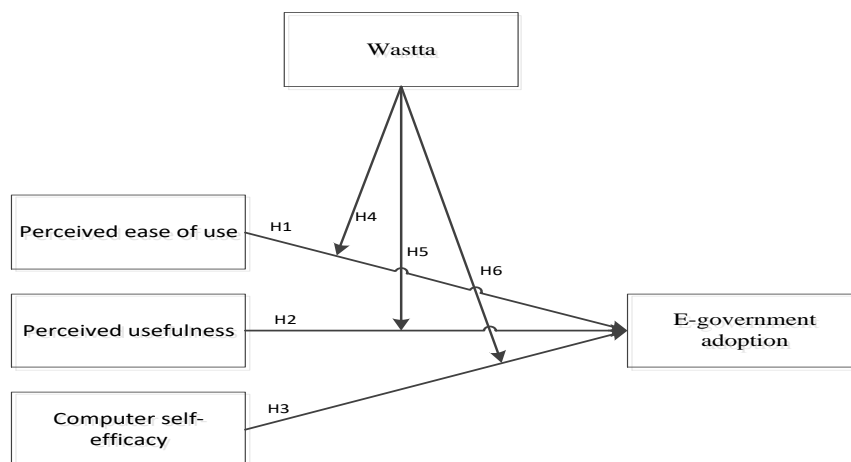 Wastta
Perceived ease of use
H1
H4
H5
H6
Perceived usefulness
H2
E-government
adoption
H3
Computer self-
efficacy